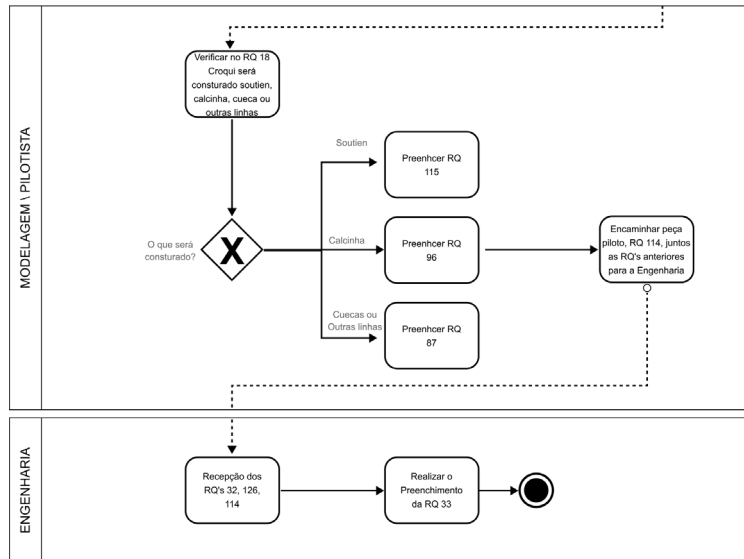 MODELAGEM \ PILOTISTA
Verificar no RQ 18
Croqui será
consturado soutien,
calcinha, cueca ou
outras linhas
O que será
consturado?
X
Soutien
Preenhcer RQ
115
Calcinha
Preenhcer RQ
96
Cuecas ou
Outras linhas
Preenhcer RQ
87
Encaminhar peça
piloto, RQ 114, juntos
as RQ's anteriores
para a Engenharia
ENGENHARIA
Recepção dos
RQ's 32, 126,
114
Realizar o
Preenchimento
da RQ 33